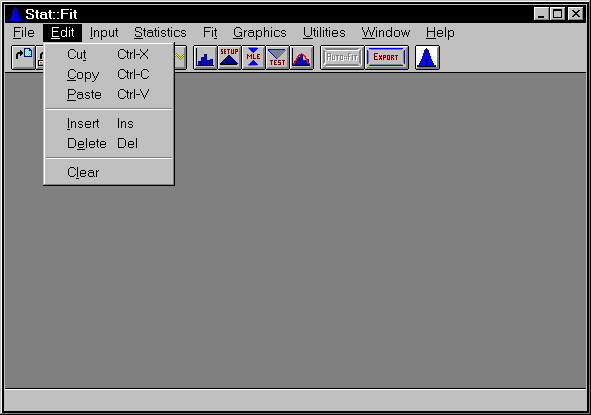 Stat::Fit
File Edit Input Statistics Fit Graphics Utilities Window Help
SETUP MLE TEST AUTO::FIT EXPORT
Cut Ctrl-X
Copy Ctrl-C
Paste Ctrl-V
Insert Ins
Delete Del
Clear